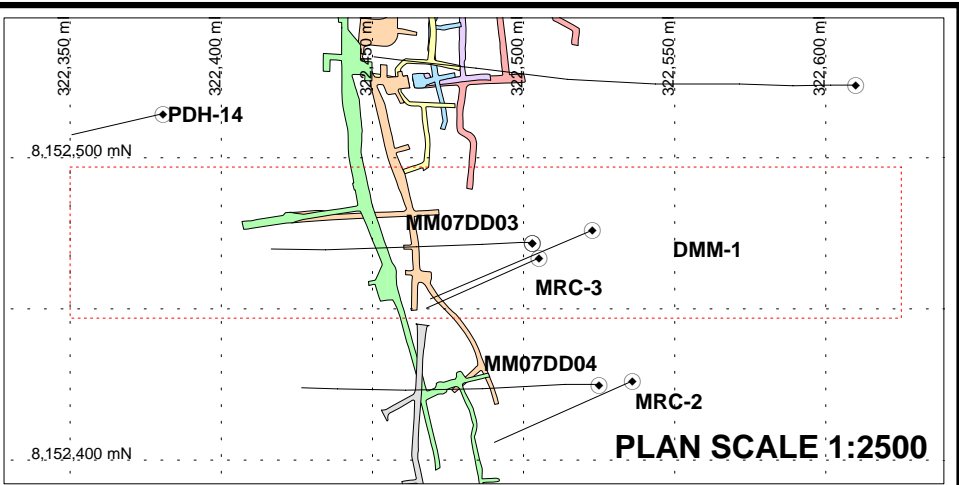 322,350 m
322,400 m
322,450 m
322,500 m
322,550 m
322,600 m
PDH-14
8,152,500 mN
MM07DD03
DMM-1
MRC-3
MM07DD04
MRC-2
PLAN SCALE 1:2500
8,152,400 mN